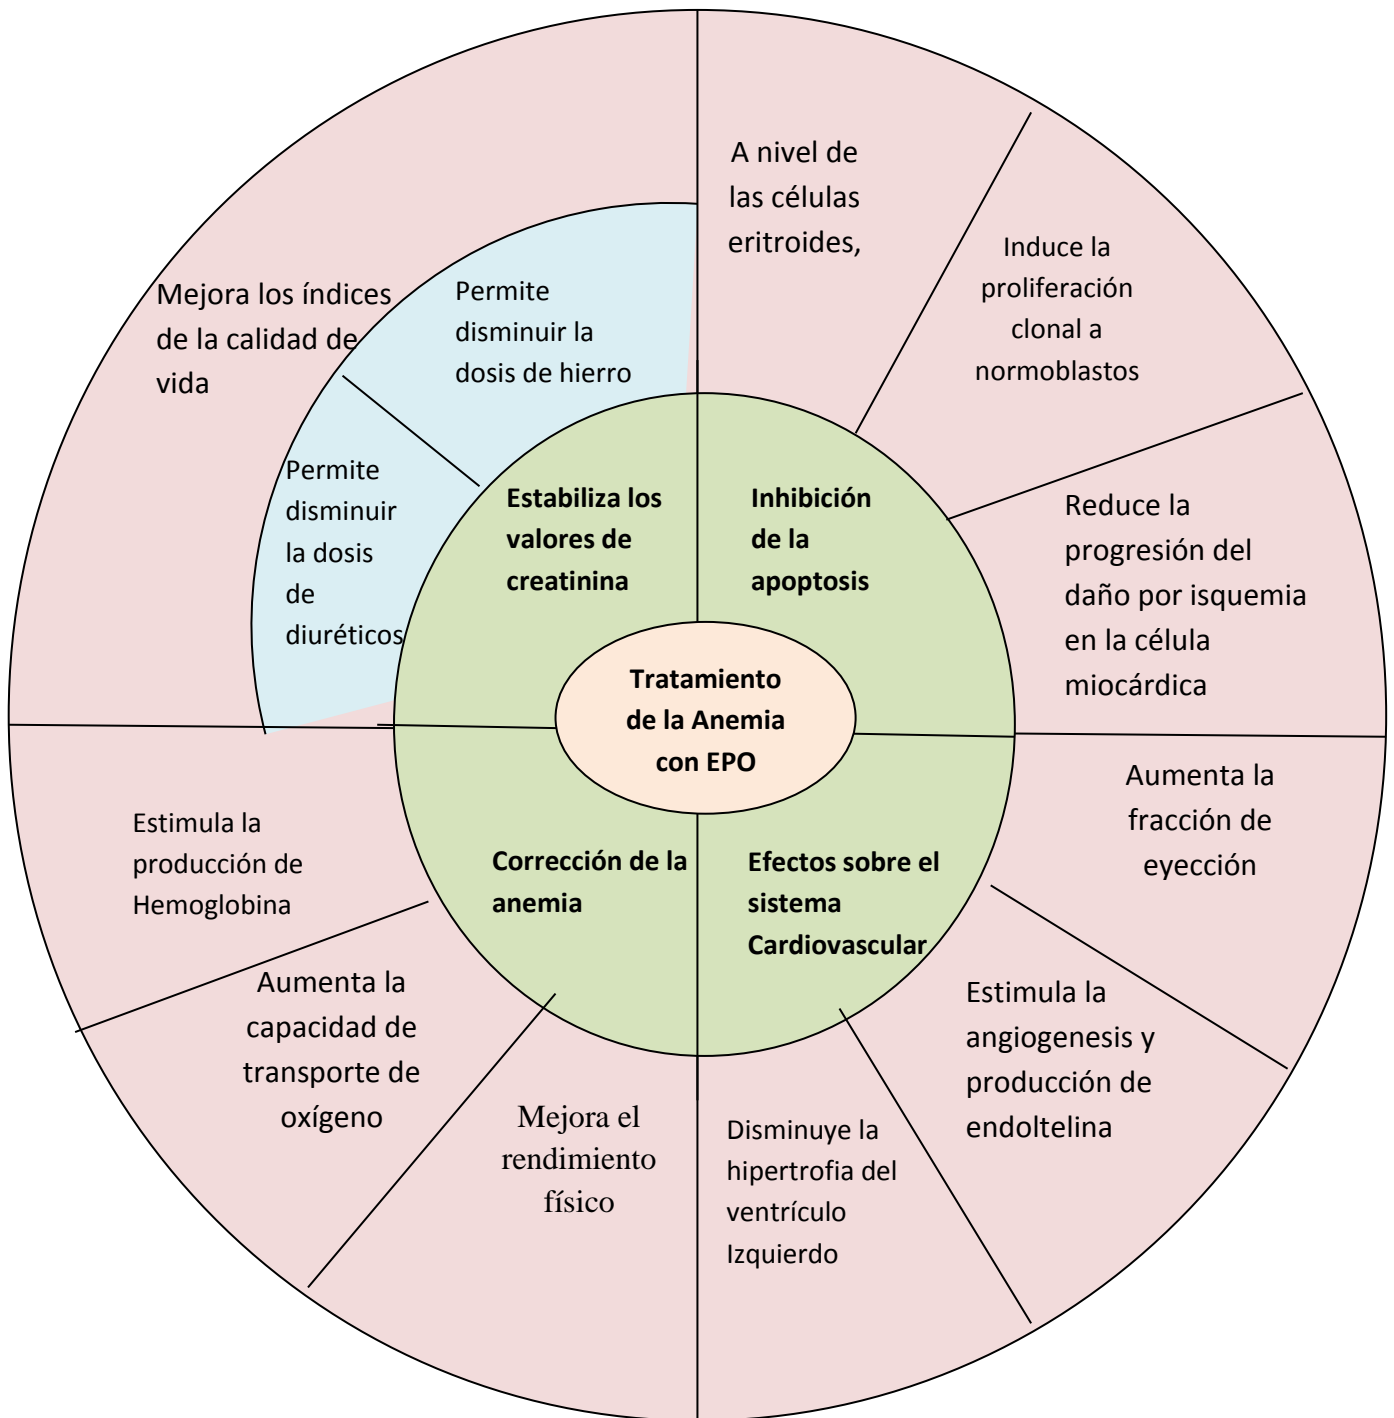 A nivel de
las células
eritroides,
Induce la
proliferación
clonal a
normoblastos
Mejora los índices
de la calidad de
vida
Permite
disminuir la
dosis de hierro
Permite
disminuir
la dosis
de
diuréticos
Estabiliza los
valores de
creatinina
Inhibición
de la
apoptosis
Reduce la
progresión del
daño por isquemia
en la célula
miocárdica
Tratamiento
de la Anemia
con EPO
Aumenta la
fracción de
eyección
Estimula la
producción de
Hemoglobina
Corrección de la
anemia
Efectos sobre el
sistema
Cardiovascular
Aumenta la
capacidad de
transporte de
oxígeno
Estimula la
angiogenesis y
producción de
endoltelina
Mejora el
rendimiento
físico
Disminuye la
hipertrofia del
ventrículo
Izquierdo